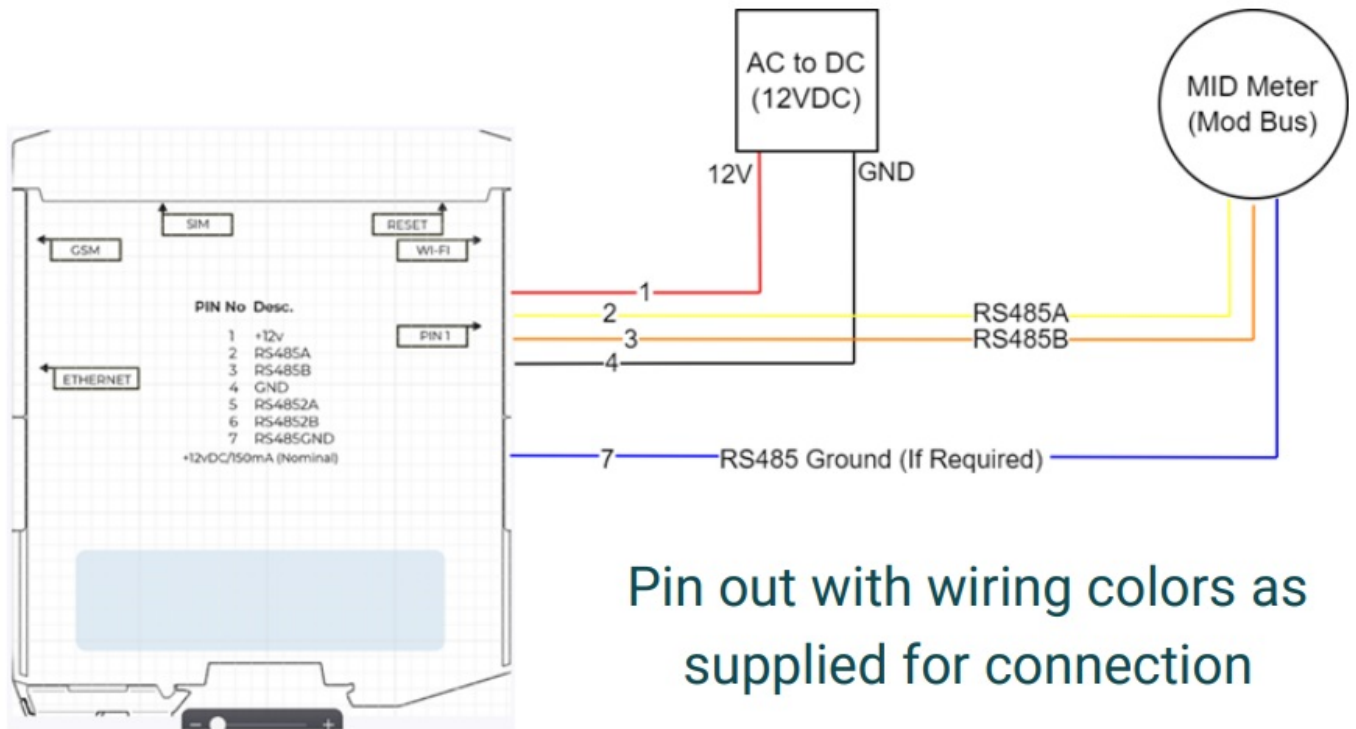 AC to DC
(12VDC)
MID Meter
(Mod Bus)
12V
GND
SIM
RESET
GSM
WI-FI
PIN No Desc.
1 +12v
2 RS485A
3 RS485B
4 GND
5 RS4852A
6 RS4852B
7 RS485GND
+12vDC/150mA (Nominal)
PIN 1
ETHERNET
1
2
RS485A
3
RS485B
4
7
RS485 Ground (If Required)
Pin out with wiring colors as
supplied for connection